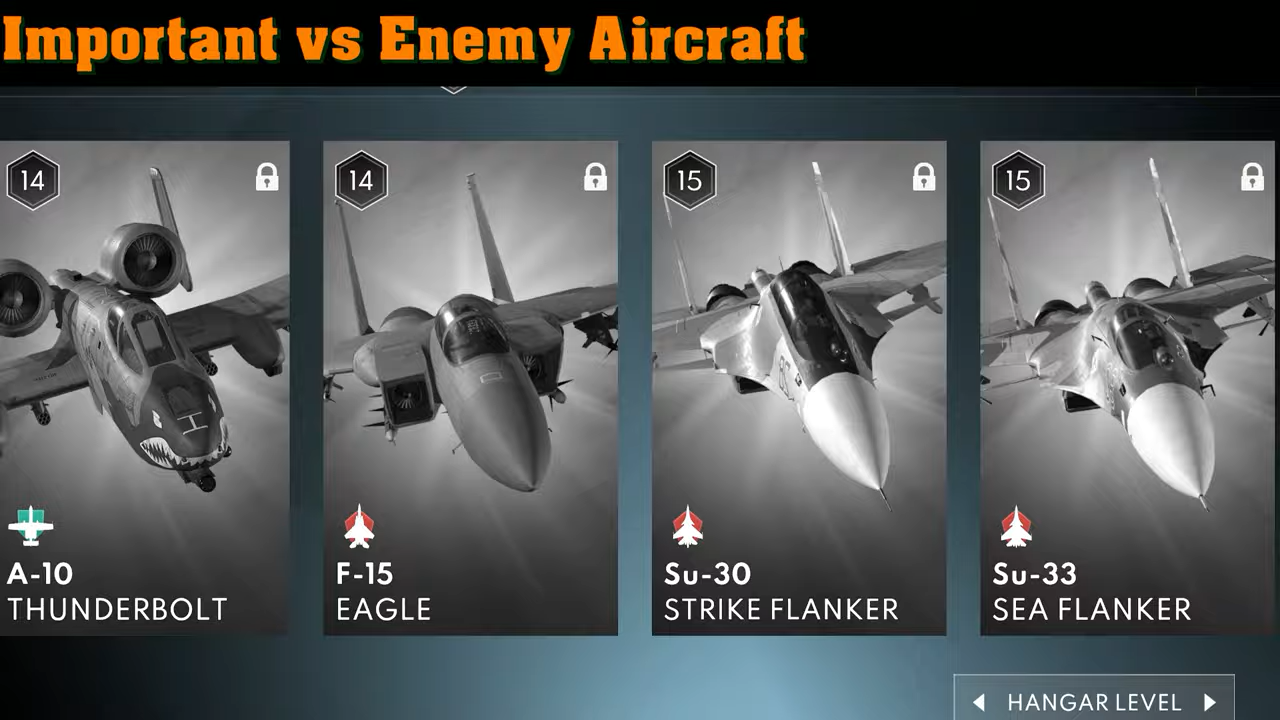 Important vs Enemy Aircraft
14
14
15
15
A-10
THUNDERBOLT
F-15
EAGLE
Su-30
STRIKE FLANKER
Su-33
SEA FLANKER
HANGAR LEVEL